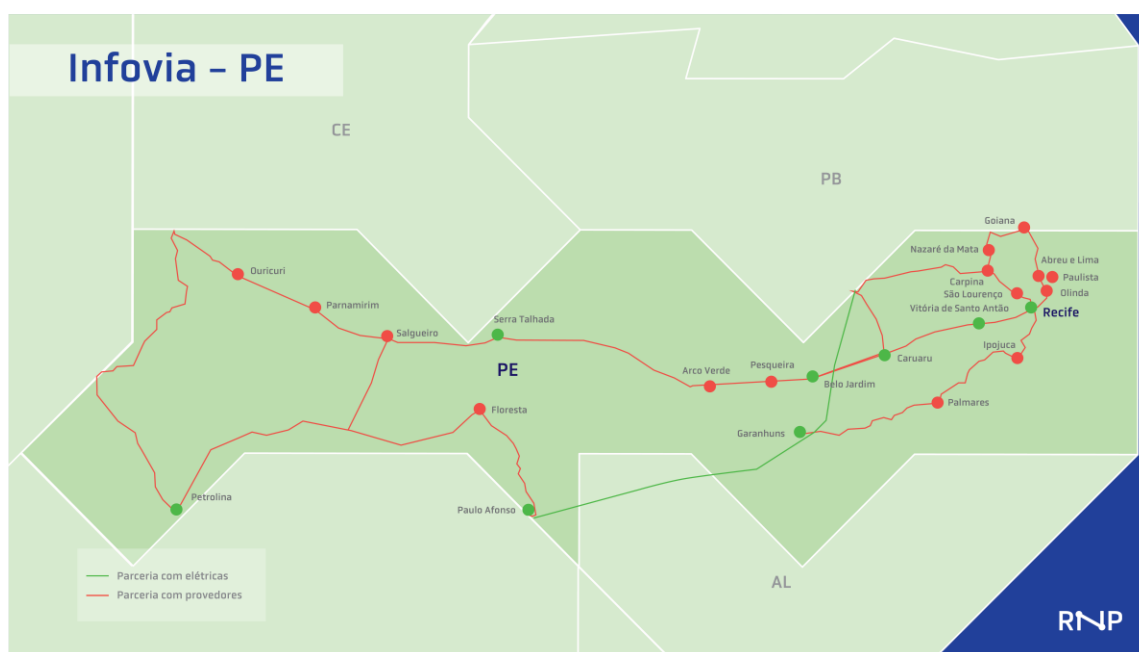 Infovia – PE
CE
PB
Goiana
Nazaré da Mata
Abreu e Lima
Ouricuri
Carpina
Paulista
São Lourenço
Olinda
Parnamirim
Vitória de Santo Antão
Recife
Serra Talhada
Salgueiro
Ipojuca
Caruaru
Pesqueira
Arco Verde
PE
Belo Jardim
Floresta
Palmares
Garanhuns
Petrolina
Paulo Afonso
Parceria com elétricas
Parceria com provedores
AL
RNP